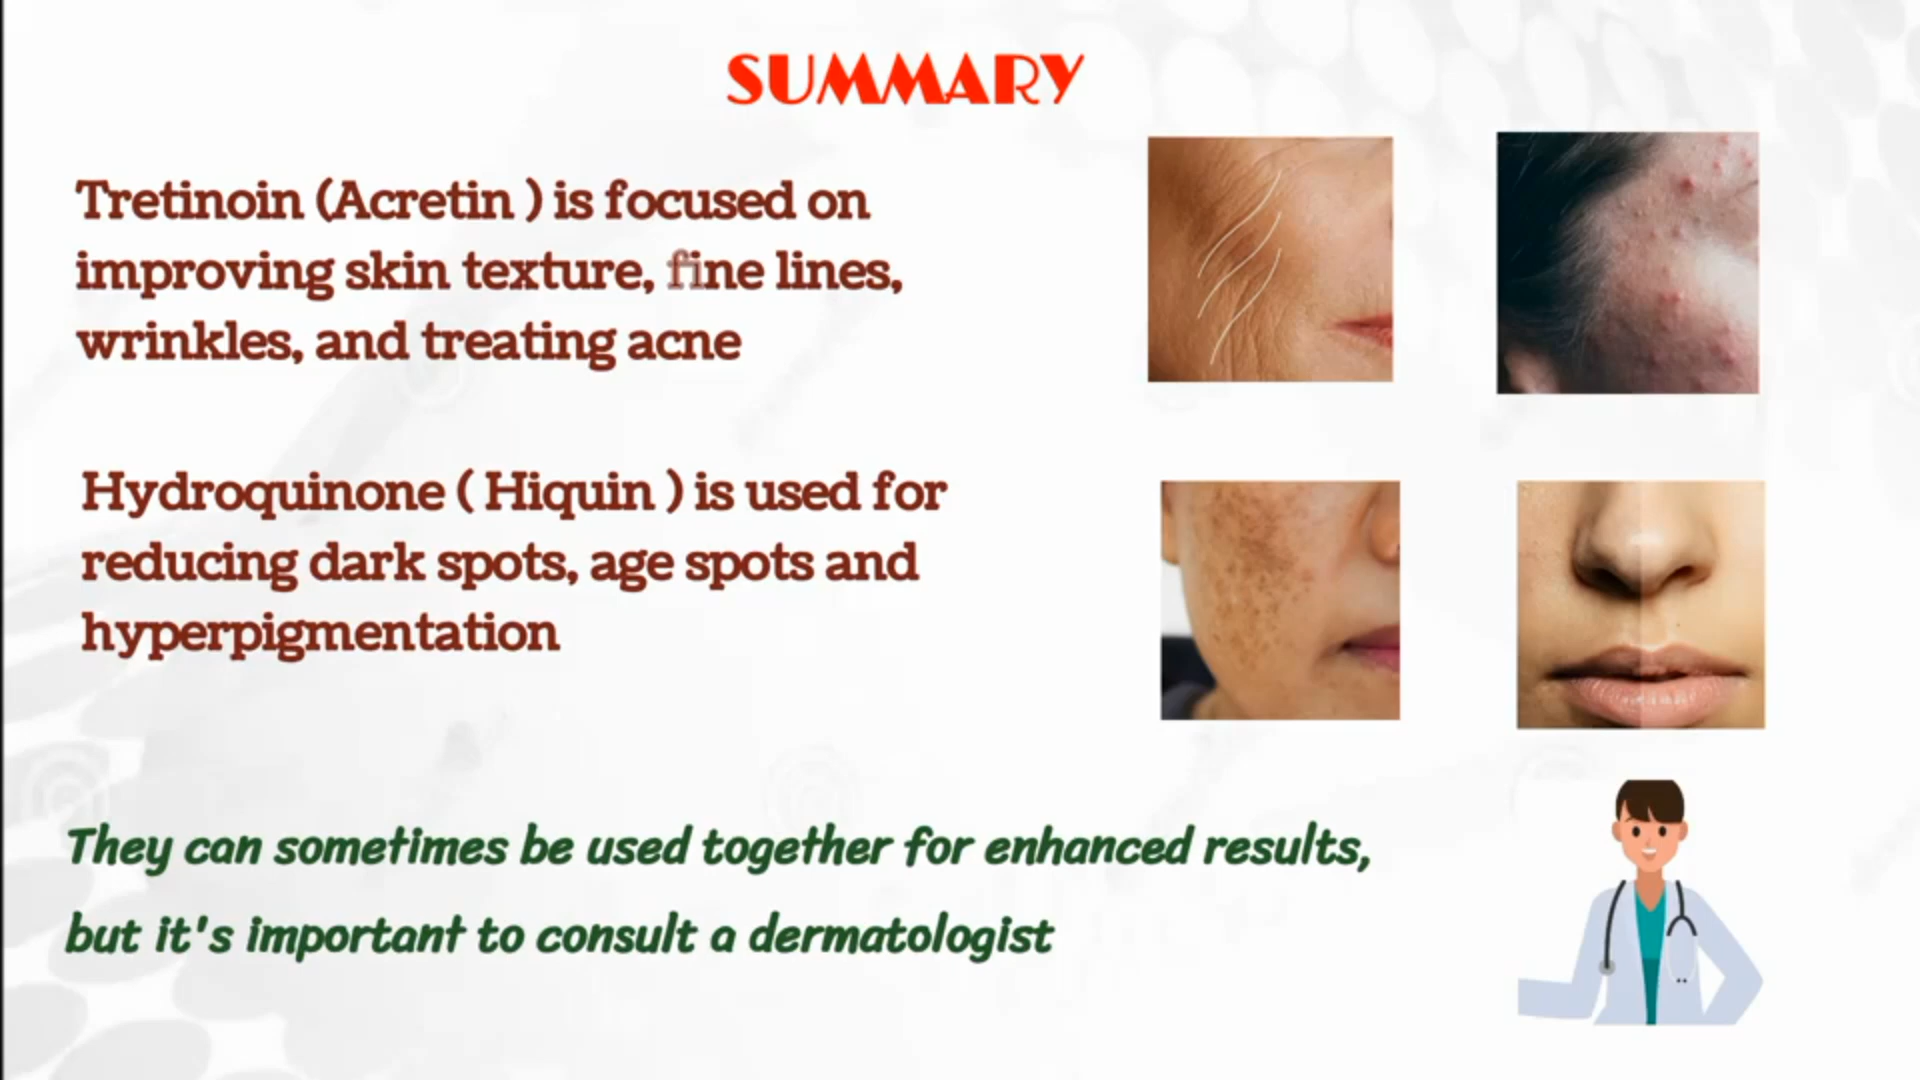 SUMMARY
Tretinoin (Acretin ) is focused on
improving skin texture, fine lines,
wrinkles, and treating acne
Hydroquinone ( Hiquin ) is used for
reducing dark spots, age spots and
hyperpigmentation
They can sometimes be used together for enhanced results,
but it's important to consult a dermatologist